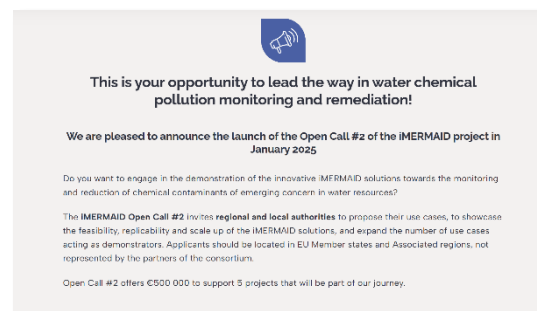 This is your opportunity to lead the way in water chemical
pollution monitoring and remediation!
We are pleased to announce the launch of the Open Call #2 of the iMERMAID project in
January 2025
Do you want to engage in the demonstration of the innovative iMERMAID solutions towards the monitoring
and reduction of chemical contaminants of emerging concern in water resources?
The iMERMAID Open Call #2 invites regional and local authorities to propose their use cases, to showcase
the feasibility, replicability and scale up of the iMERMAID solutions, and expand the number of use cases
acting as demonstrators. Applicants should be located in EU Member states and Associated regions, not
represented by the partners of the consortium.
Open Call #2 offers €500 000 to support 5 projects that will be part of our journey.